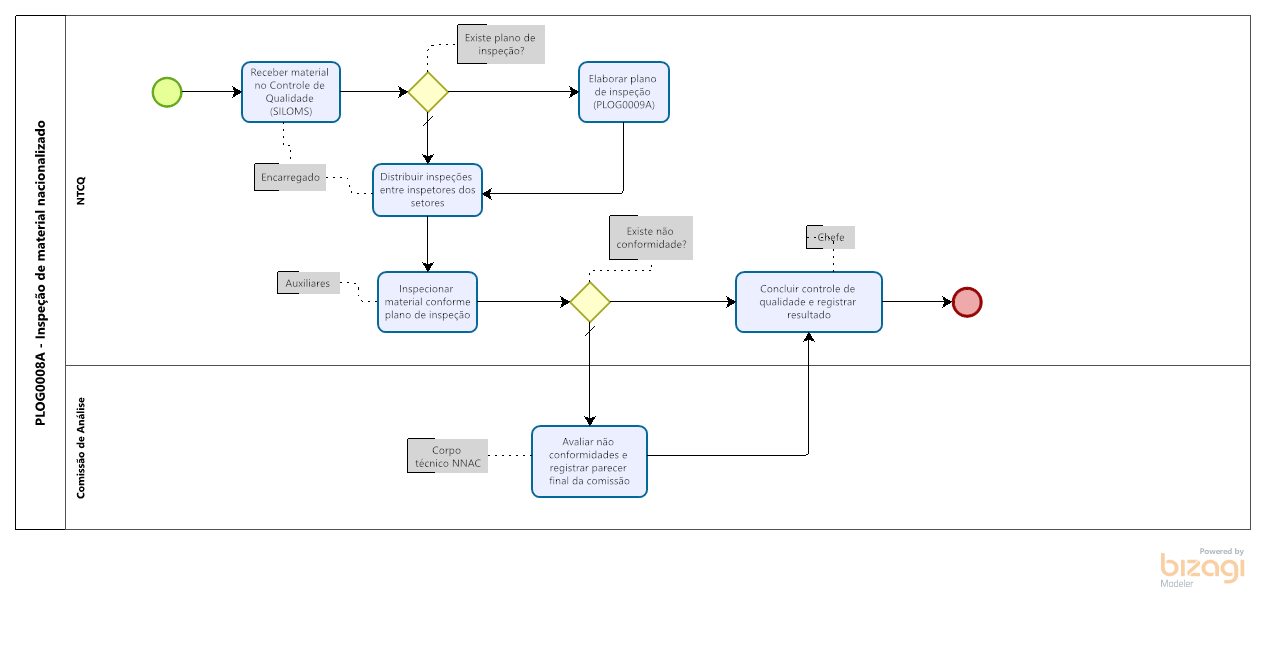 PLOG0008A - Inspeção de material nacionalizado
NTCQ
Existe plano de
inspeção?
Receber material
no Controle de
Qualidade
(SILOMS)
Elaborar plano
de inspeção
(PLOG0009A)
Encarregado
Distribuir inspeções
entre inspetores dos
setores
Existe não
conformidade?
Chefe
Auxiliares
Inspecionar
material conforme
plano de inspeção
Concluir controle de
qualidade e registrar
resultado
Comissão de Análise
Corpo
técnico NNAC
Avaliar não
conformidades e
registrar parecer
final da comissão
Powered by
bizagi
Modeler